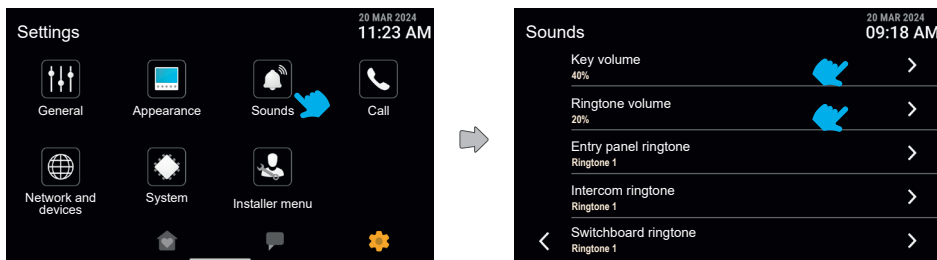 20 MAR 2024
Settings
11:23 AM
General
Appearance
Sounds
Call
Network and
devices
System
Installer menu
20 MAR 2024
Sounds
09:18 AM
Key volume
40%
Ringtone volume
20%
Entry panel ringtone
Ringtone 1
Intercom ringtone
Ringtone 1
Switchboard ringtone
Ringtone 1